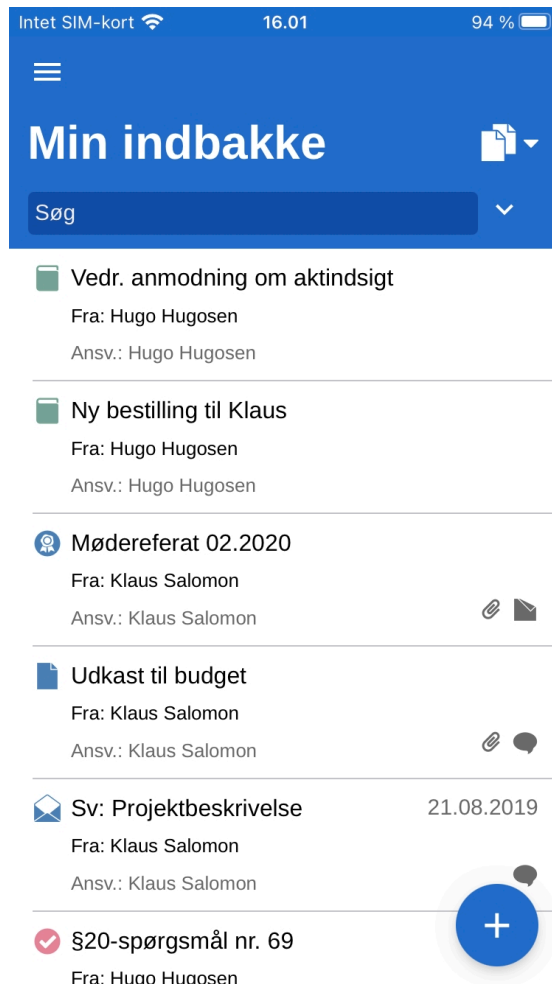 Intet SIM-kort 16.01 94 %
Min indbakke
Søg
Vedr. anmodning om aktindsigt
Fra: Hugo Hugosen
Ansv.: Hugo Hugosen
Ny bestilling til Klaus
Fra: Hugo Hugosen
Ansv.: Hugo Hugosen
Mødereferat 02.2020
Fra: Klaus Salomon
Ansv.: Klaus Salomon
Udkast til budget
Fra: Klaus Salomon
Ansv.: Klaus Salomon
Sv: Projektbeskrivelse 21.08.2019
Fra: Klaus Salomon
Ansv.: Klaus Salomon
§20-spørgsmål nr. 69
Fra: Hugo Hugosen